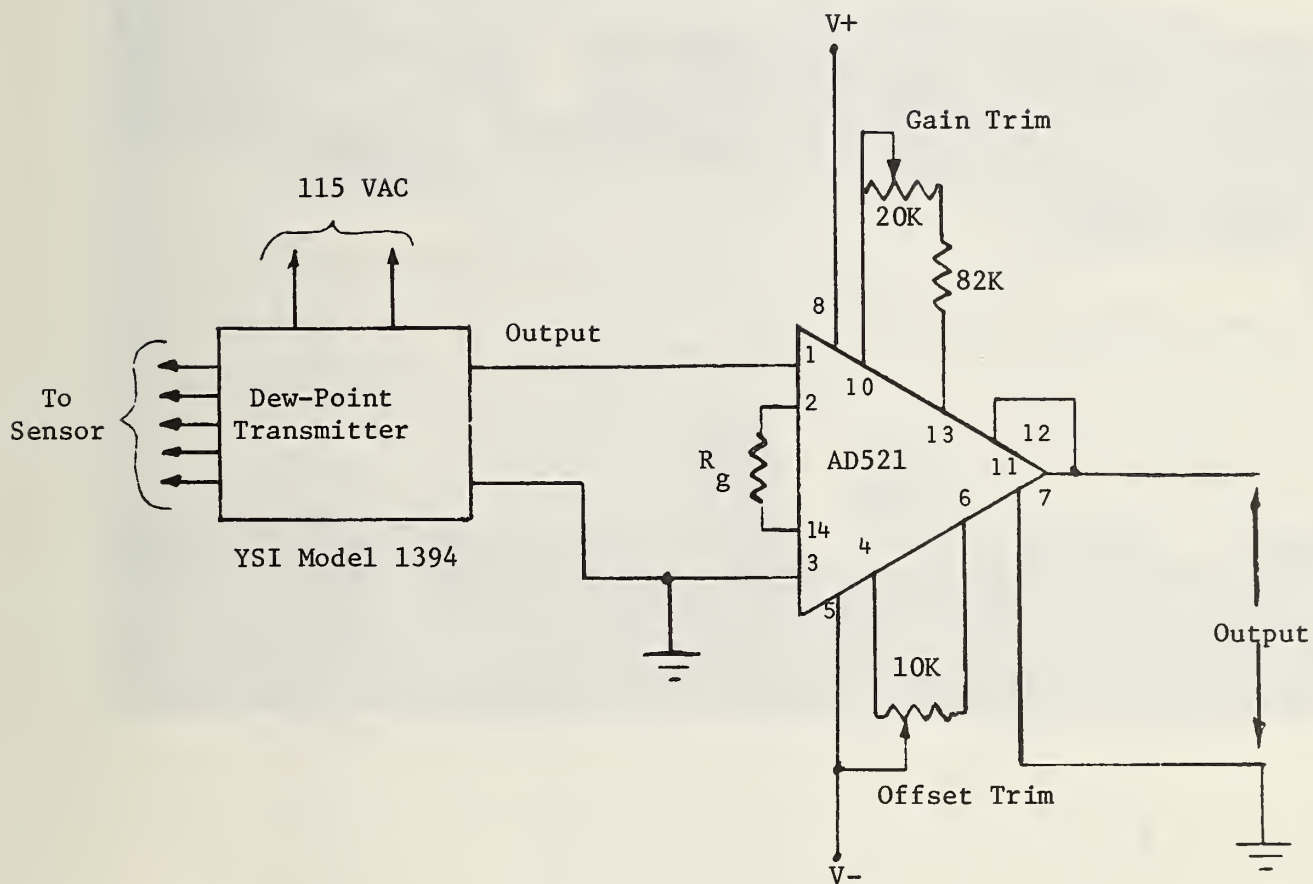 V+
Gain Trim
115 VAC
20K
82K
8
Output
1
10
To
Sensor
Dew-Point
Transmitter
2
13
12
R
g
AD521
11
6
7
14
4
YSI Model 1394
3
5
Output
10K
Offset Trim
V-